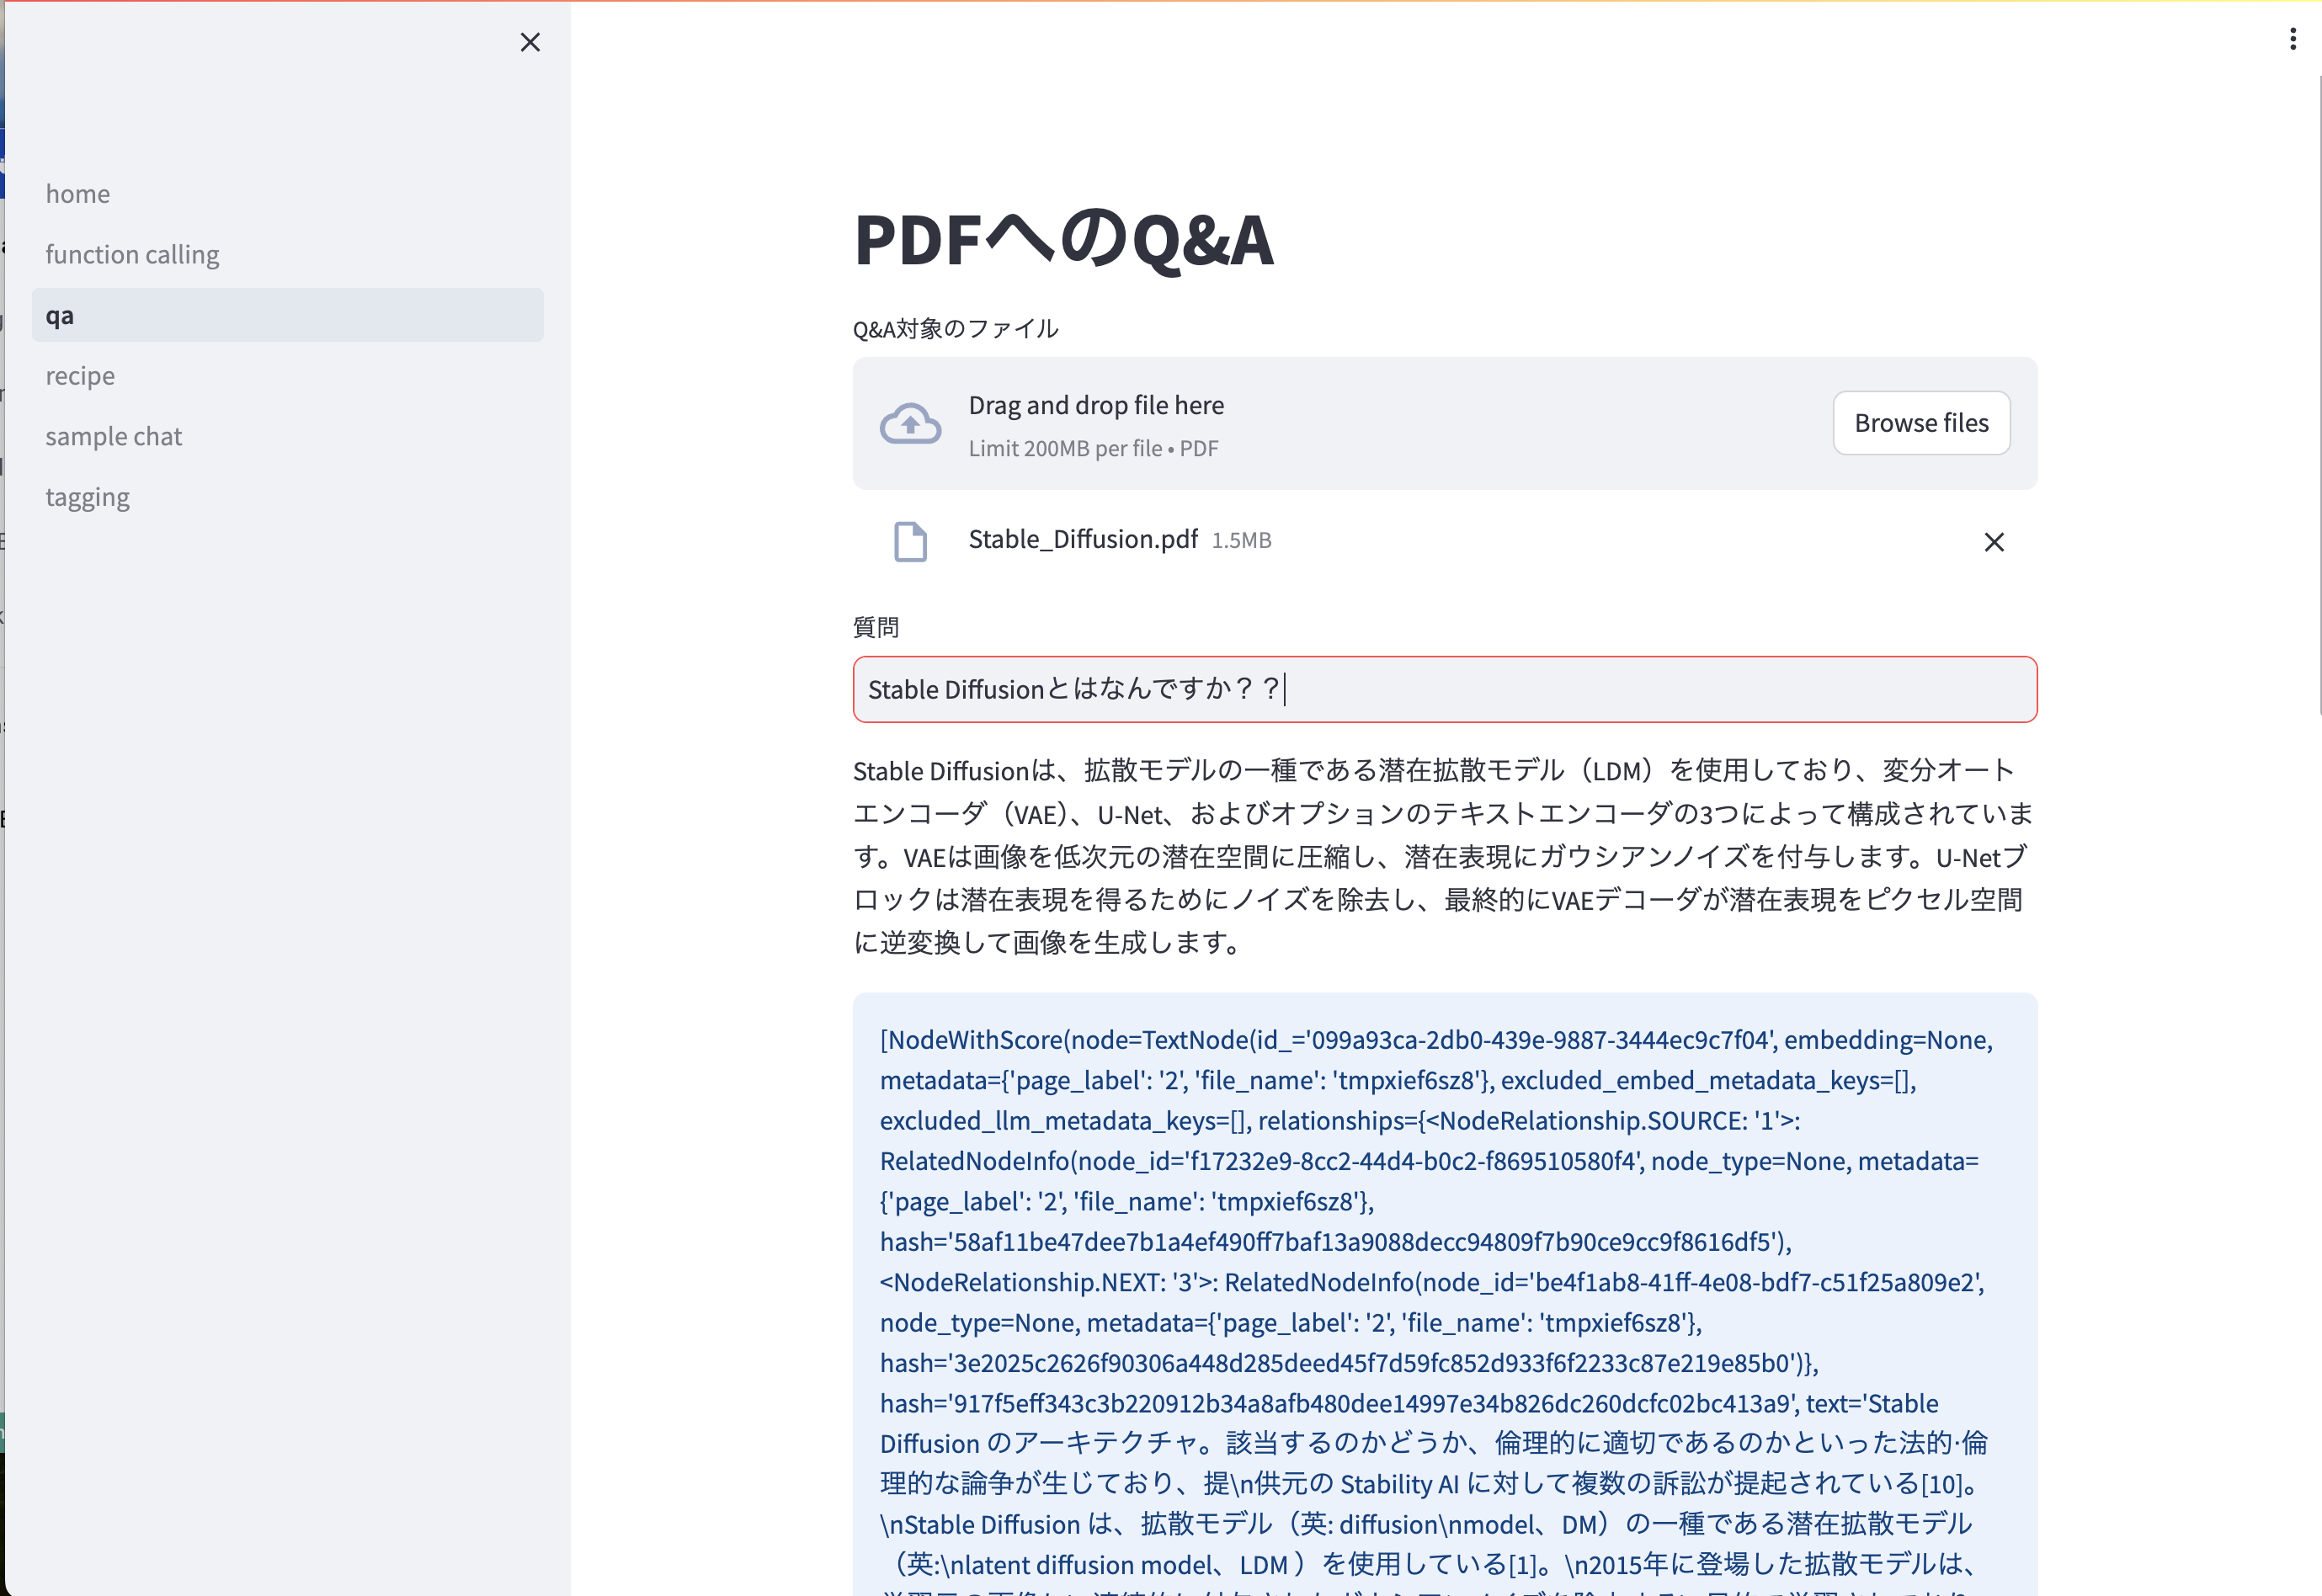 home
function calling
qa
recipe
sample chat
tagging
PDFへのQ&A
Q&A対象のファイル
Drag and drop file here
Limit 200MB per file • PDF
Browse files
Stable_Diffusion.pdf 1.5MB
質問
Stable Diffusionとはなんですか？？
Stable Diffusionは、拡散モデルの一種である潜在拡散モデル（LDM）を使用しており、変分オート
エンコーダ（VAE）、U-Net、およびオプションのテキストエンコーダの3つによって構成されていま
す。VAEは画像を低次元の潜在空間に圧縮し、潜在表現にガウシアンノイズを付与します。U-Netブ
ロックは潜在表現を得るためにノイズを除去し、最終的にVAEデコーダが潜在表現をピクセル空間
に逆変換して画像を生成します。
[NodeWithScore(node=TextNode(id_='099a93ca-2db0-439e-9887-3444ec9c7f04', embedding=None,
metadata={'page_label': '2', 'file_name': 'tmpxief6sz8'}, excluded_embed_metadata_keys=[],
excluded_llm_metadata_keys=[], relationships={<NodeRelationship.SOURCE: '1'>:
RelatedNodeInfo(node_id='f17232e9-8cc2-44d4-b0c2-f869510580f4', node_type=None, metadata=
{'page_label': '2', 'file_name': 'tmpxief6sz8'},
hash='58af11be47dee7b1a4ef490ff7baf13a9088decc94809f7b90ce9cc9f8616df5'),
<NodeRelationship.NEXT: '3'>: RelatedNodeInfo(node_id='be4f1ab8-41ff-4e08-bdf7-c51f25a809e2',
node_type=None, metadata={'page_label': '2', 'file_name': 'tmpxief6sz8'},
hash='3e2025c2626f90306a448d285deed45f7d59fc852d933f6f2233c87e219e85b0')},
hash='917f5eff343c3b220912b34a8afb480dee14997e34b826dc260dcfc02bc413a9', text='Stable
Diffusion のアーキテクチャ。該当するのかどうか、倫理的に適切であるのかといった法的·倫
理的な論争が生じており、提\n供元の Stability AI に対して複数の訴訟が提起されている[10]。
\nStable Diffusion は、拡散モデル（英: diffusion\nmodel、DM）の一種である潜在拡散モデル
（英:\nlatent diffusion model、LDM ）を使用している[1]。\n2015年に登場した拡散モデルは、